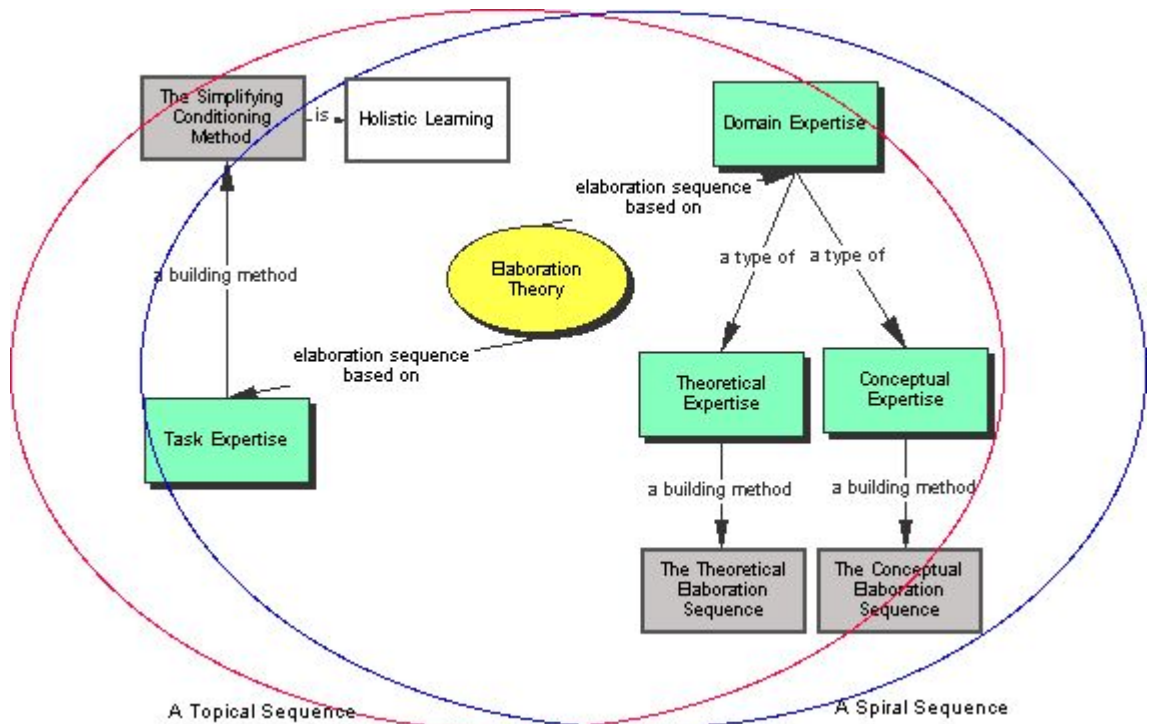 The Simplifying
Conditioning
Method
is
Holistic Learning
Domain Expertise
elaboration sequence
based on
Elaboration
Theory
a type of
a type of
a building method
elaboration sequence
based on
Theoretical
Expertise
Conceptual
Expertise
Task Expertise
a building method
a building method
The Theoretical
Elaboration
Sequence
The Conceptual
Elaboration
Sequence
A Topical Sequence
A Spiral Sequence